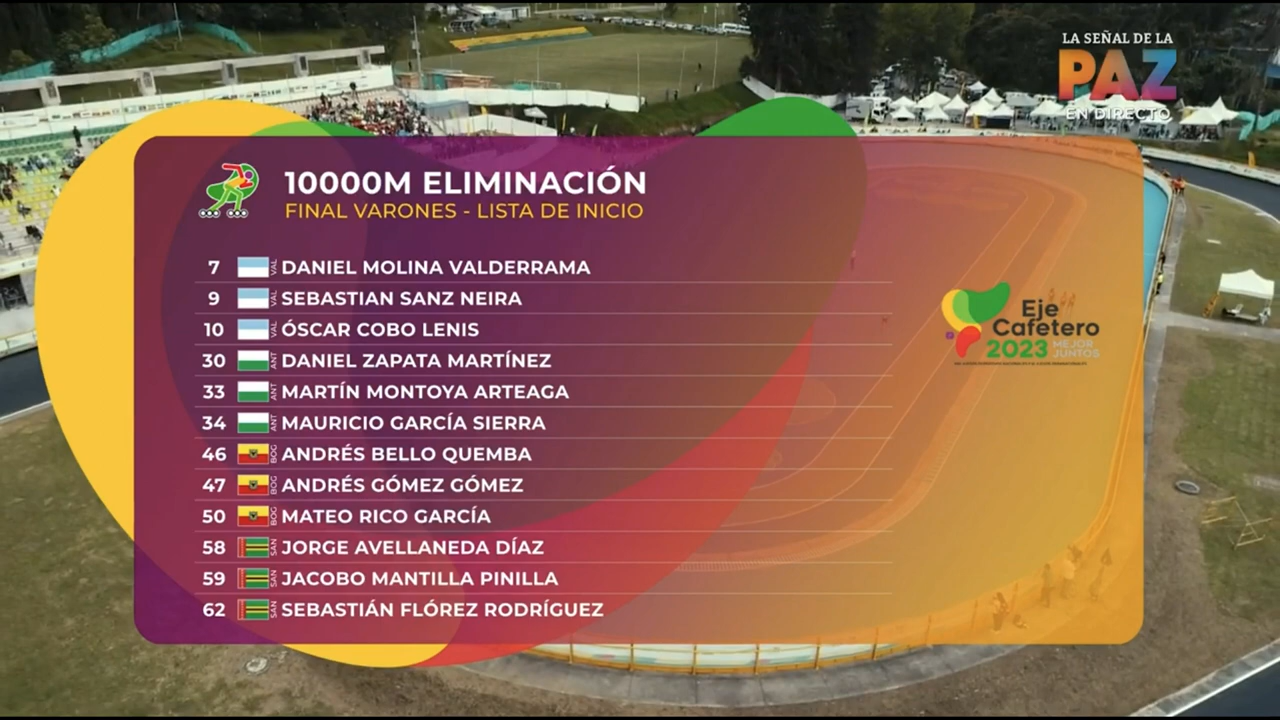 LA SEÑAL DE LA
PAZ
EN DIRECTO
10000M ELIMINACIÓN
FINAL VARONES - LISTA DE INICIO
7 VAL DANIEL MOLINA VALDERRAMA
9 VAL SEBASTIAN SANZ NEIRA
10 VAL ÓSCAR COBO LENIS
30 ANT DANIEL ZAPATA MARTÍNEZ
33 ANT MARTÍN MONTOYA ARTEAGA
34 ANT MAURICIO GARCÍA SIERRA
46 BOG ANDRÉS BELLO QUEMBA
47 BOG ANDRÉS GÓMEZ GÓMEZ
50 BOG MATEO RICO GARCÍA
58 SAN JORGE AVELLANEDA DÍAZ
59 SAN JACOBO MANTILLA PINILLA
62 SAN SEBASTIÁN FLÓREZ RODRÍGUEZ
Eje
Cafetero
2023 MEJOR
JUNTOS